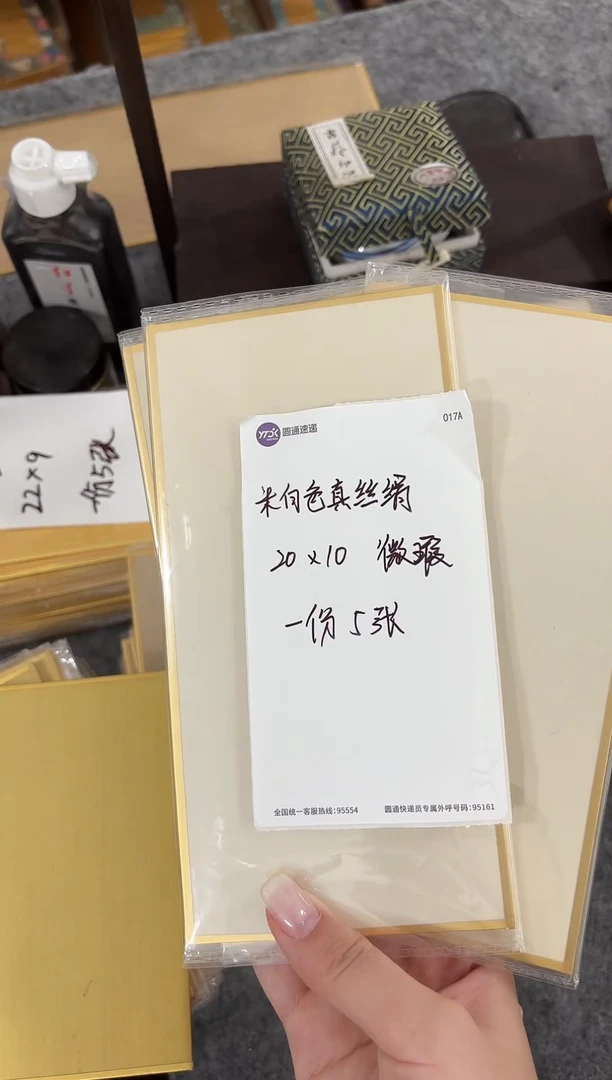 圆通速递
017A
米白色真丝绢
20×10 微瑕
一份5张
全国统一客服热线:95554
圆通快递员专属外呼号码:95161
22×9
份5张